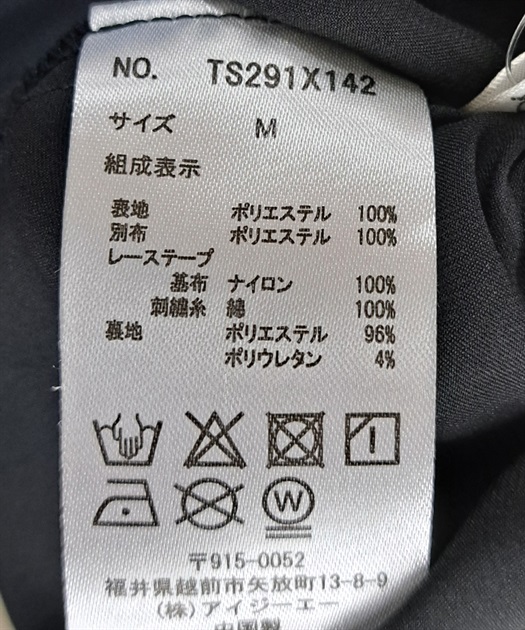 NO. TS291X142
サイズ M
組成表示
表地 ポリエステル 100%
別布 ポリエステル 100%
レーステープ
基布 ナイロン 100%
刺繍糸 綿 100%
裏地 ポリエステル 96%
ポリウレタン 4%
W
〒915-0052
福井県越前市矢放町13-8-9
(株)アイジーエー
中国製